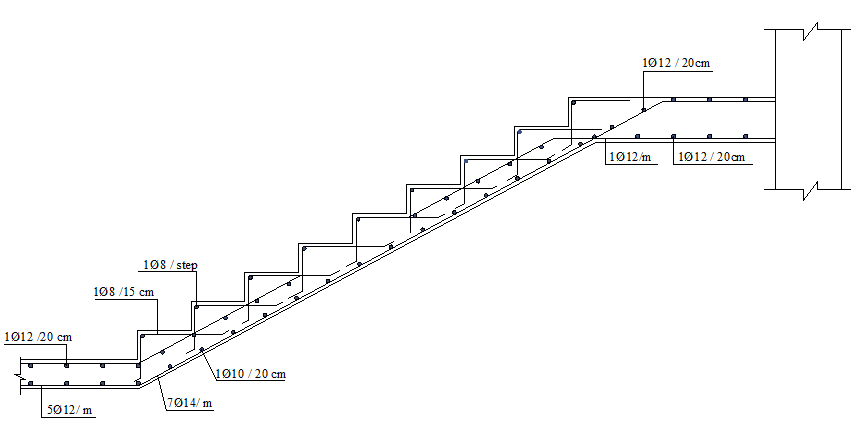 1Ø12 / 20cm
1Ø12/m
1Ø12 / 20cm
1Ø8 / step
1Ø8 /15 cm
1Ø12 /20 cm
1Ø10 / 20 cm
7Ø14/ m
5Ø12/ m